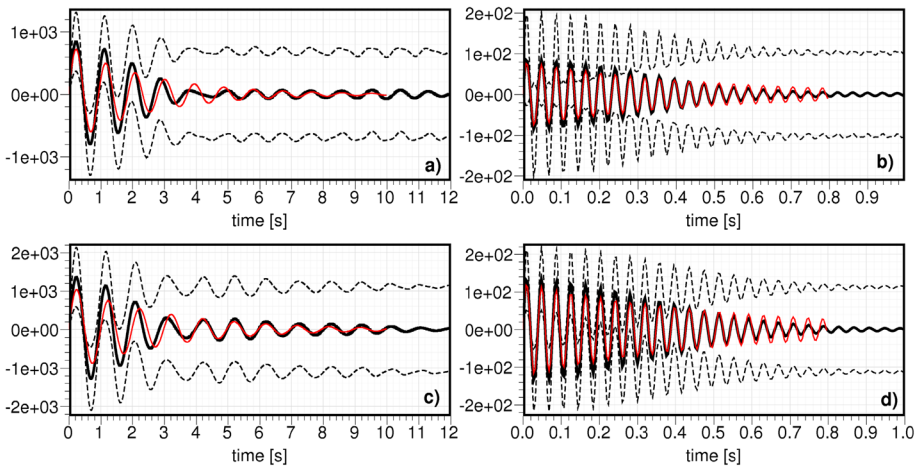 1e+03
0e+00
-1e+03
a)
0 1 2 3 4 5 6 7 8 9 10 11 12
time [s]
2e+02
1e+02
0e+00
-1e+02
-2e+02
b)
0.0 0.1 0.2 0.3 0.4 0.5 0.6 0.7 0.8 0.9
time [s]
2e+03
1e+03
0e+00
-1e+03
-2e+03
c)
0 1 2 3 4 5 6 7 8 9 10 11 12
time [s]
2e+02
1e+02
0e+00
-1e+02
-2e+02
d)
0.0 0.1 0.2 0.3 0.4 0.5 0.6 0.7 0.8 0.9 1.0
time [s]